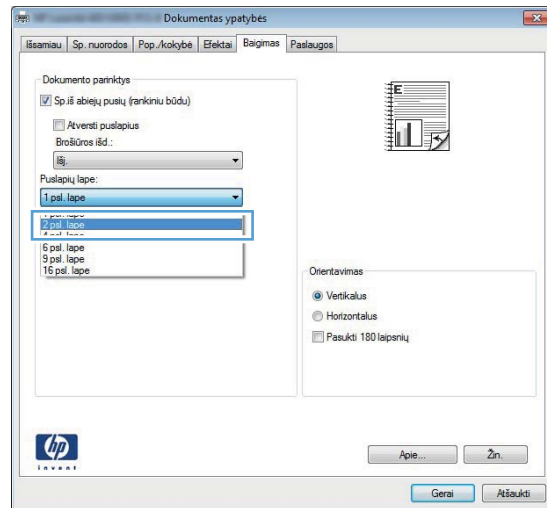 Dokumentas ypatybės
Išsamiau Sp. nuorodos Pop./kokybė Efektai Baigimas Paslaugos
Dokumento parinktys
Sp.iš abiejų pusių (rankiniu būdu)
Atversti puslapius
Brošiūros išd.:
Išj.
Puslapių lape:
1 psl. lape
2 psl. lape
6 psl. lape
9 psl. lape
16 psl. lape
E
Orientavimas
Vertikalus
Horizontalus
Pasukti 180 laipsnių
hp
invent
Apie... Žin.
Gerai Atšaukti